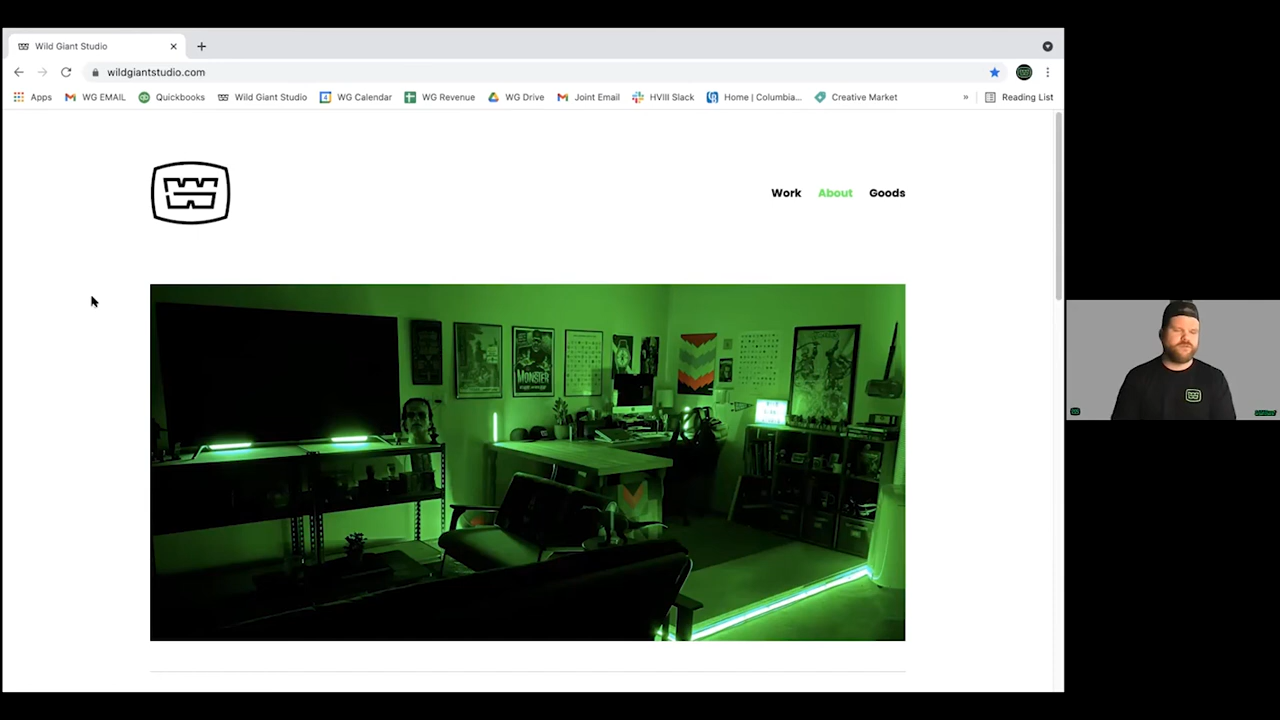 Wild Giant Studio
wildgiantstudio.com
Apps WG EMAIL Quickbooks Wild Giant Studio WG Calendar WG Revenue WG Drive Joint Email HVIII Slack Home | Columbia... Creative Market » Reading List
Work About Goods
MONSTER